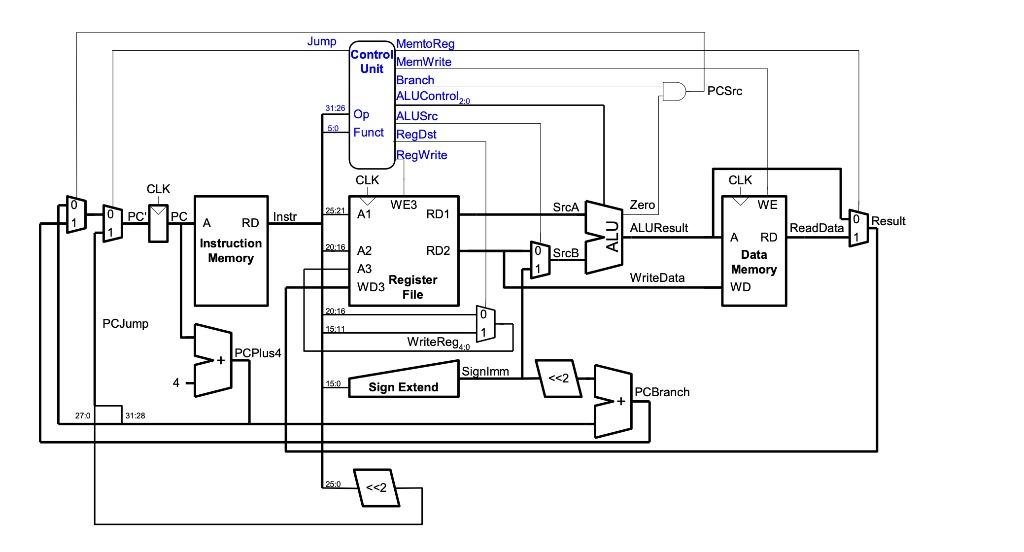 Jump
Control
Unit
MemtoReg
MemWrite
Branch
ALUControl2:0
ALUSrc
RegDst
RegWrite
PCSrc
31:26
Op
5:0
Funct
CLK
CLK
CLK
0
1
0
1
PC'
PC
A
RD
Instruction
Memory
Instr
25:21
A1
WE3
RD1
20:16
A2
RD2
A3
WD3
Register
File
SrcA
0
1
SrcB
ALU
Zero
ALUResult
WriteData
WE
A
RD
Data
Memory
WD
ReadData
0
1
Result
20:16
15:11
0
1
WriteReg4:0
PCJump
+
PCPlus4
4
15:0
Sign Extend
SignImm
<<2
+
PCBranch
27:0
31:28
25:0
<<2